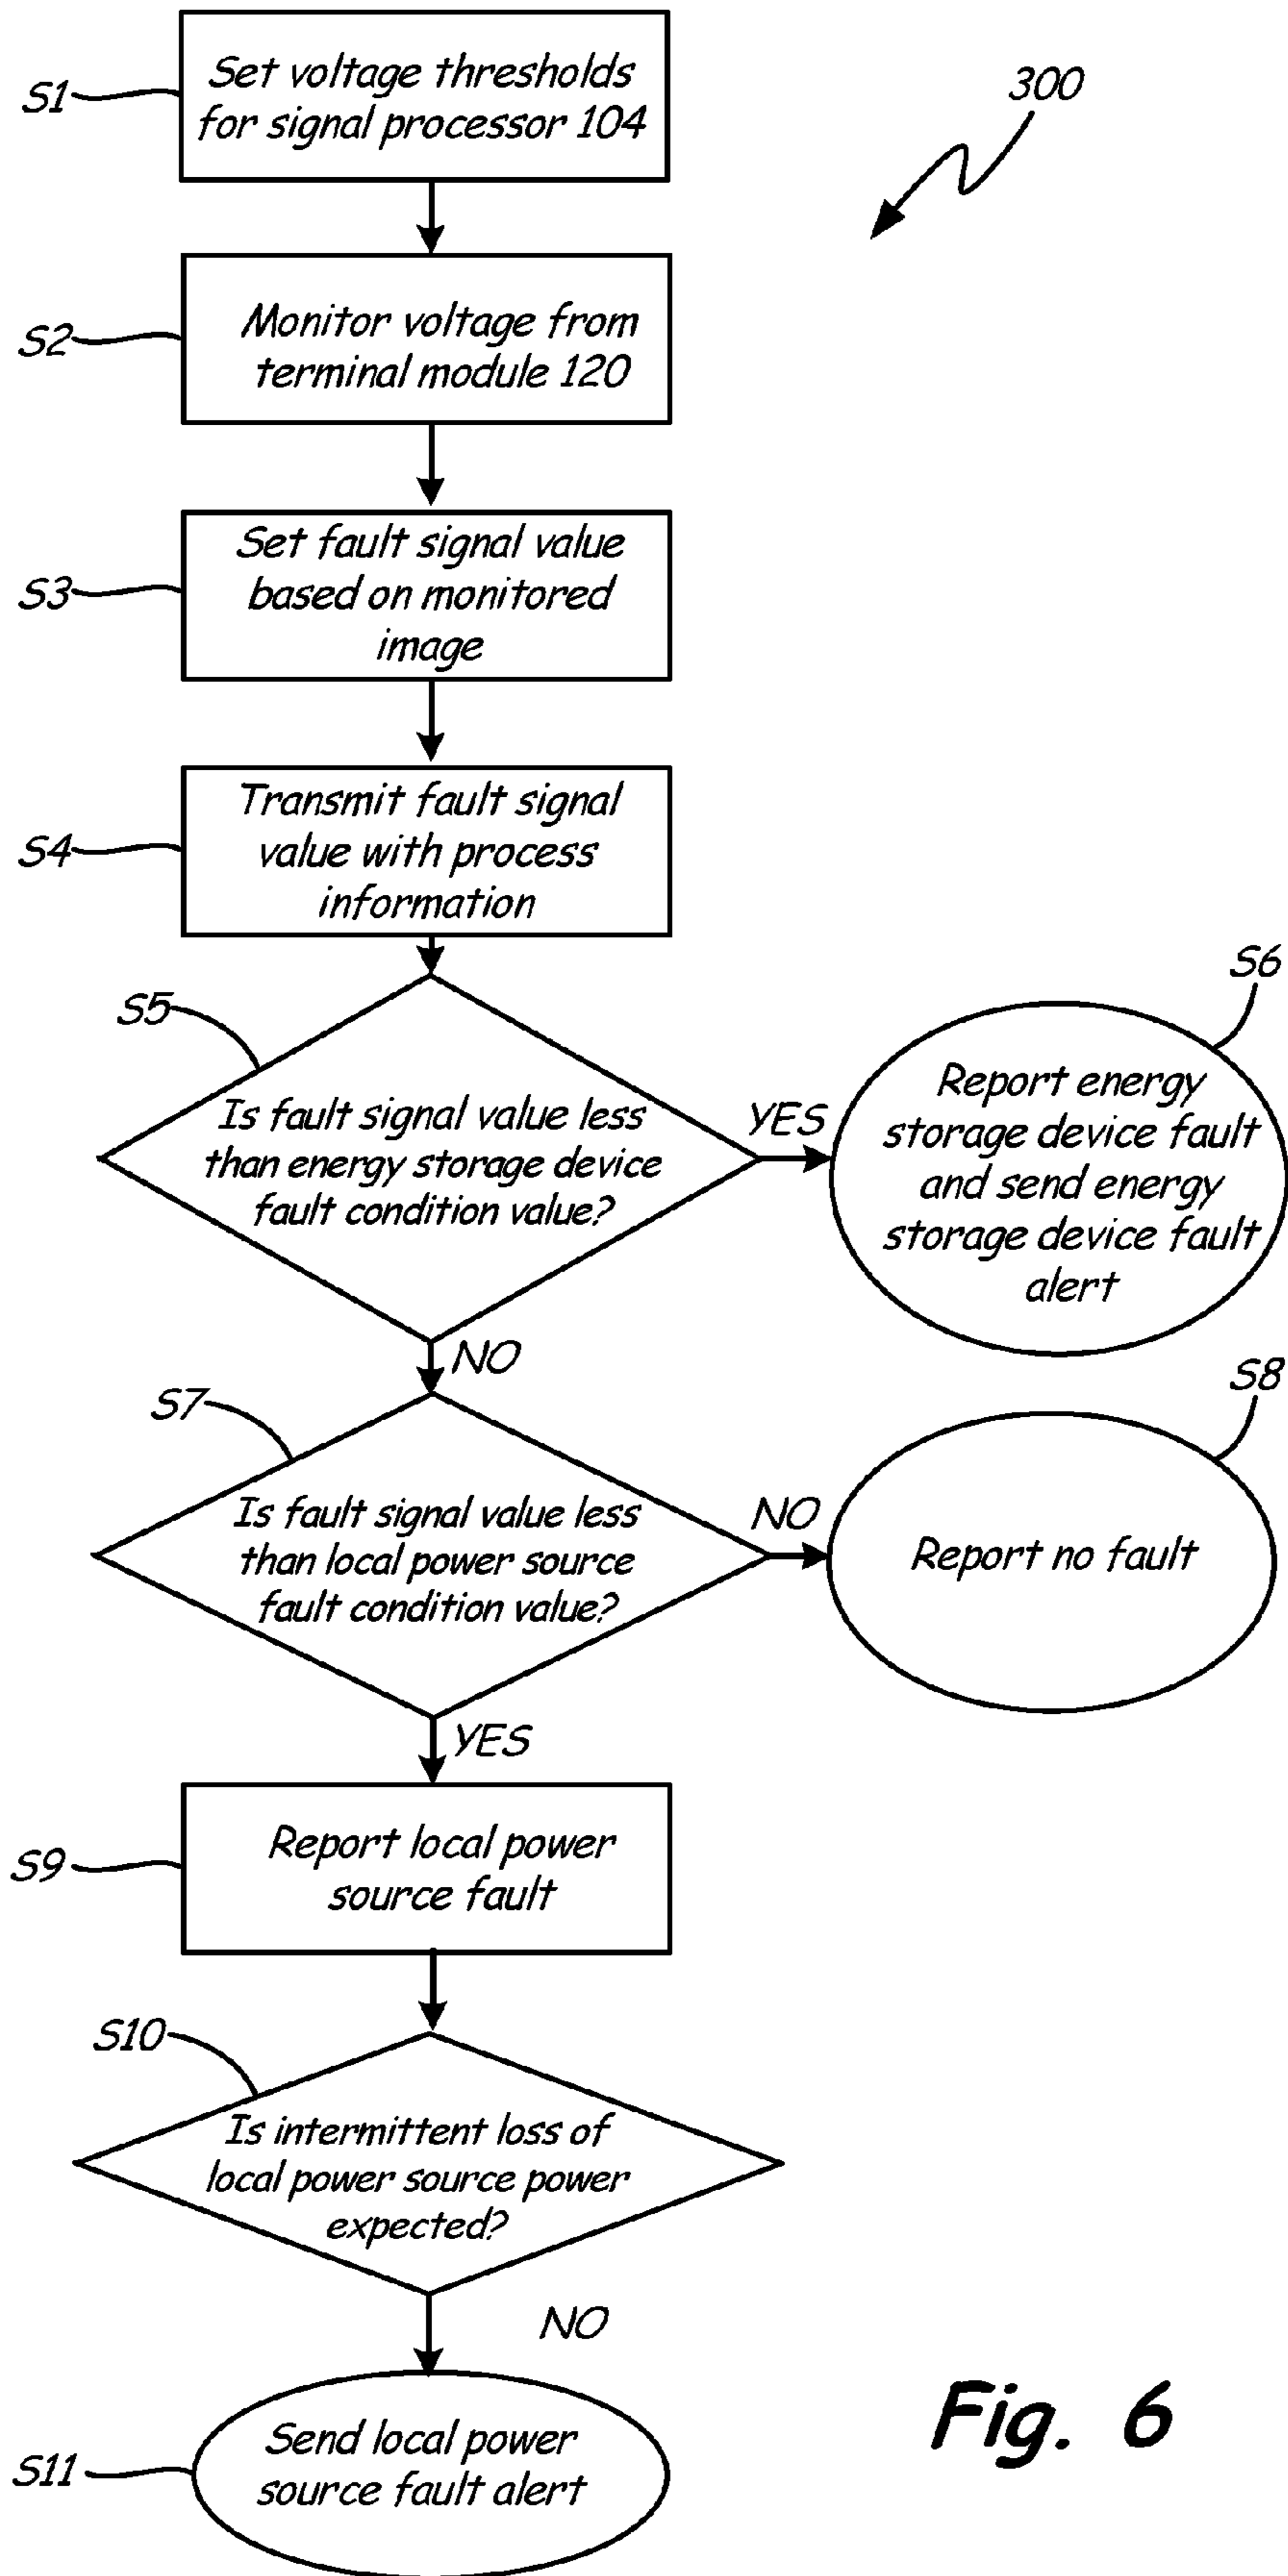 S1
Set voltage thresholds
for signal processor 104
300
S2
Monitor voltage from
terminal module 120
S3
Set fault signal value
based on monitored
image
S4
Transmit fault signal
value with process
information
S5
Is fault signal value less
than energy storage device
fault condition value?
YES
S6
Report energy
storage device fault
and send energy
storage device fault
alert
NO
S7
Is fault signal value less
than local power source
fault condition value?
NO
S8
Report no fault
YES
S9
Report local power
source fault
S10
Is intermittent loss of
local power source power
expected?
NO
S11
Send local power
source fault alert
Fig. 6